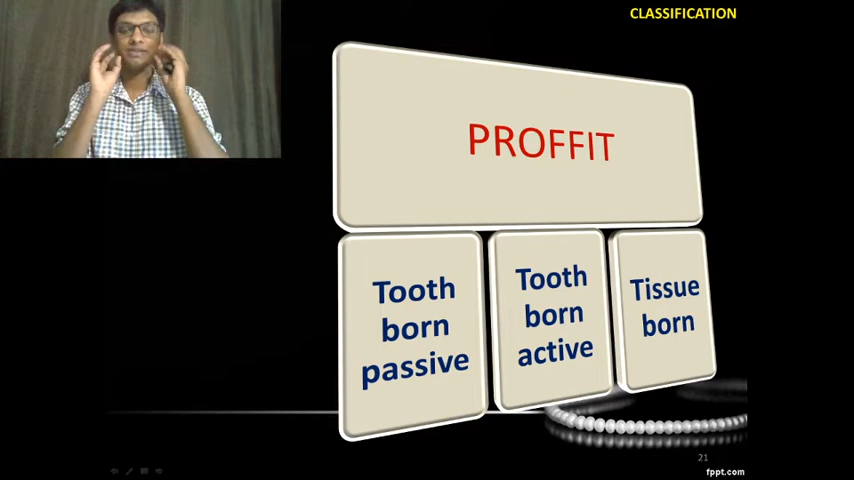 CLASSIFICATION
PROFFIT
Tooth
born
passive
Tooth
born
active
Tissue
born
21
fppt.com